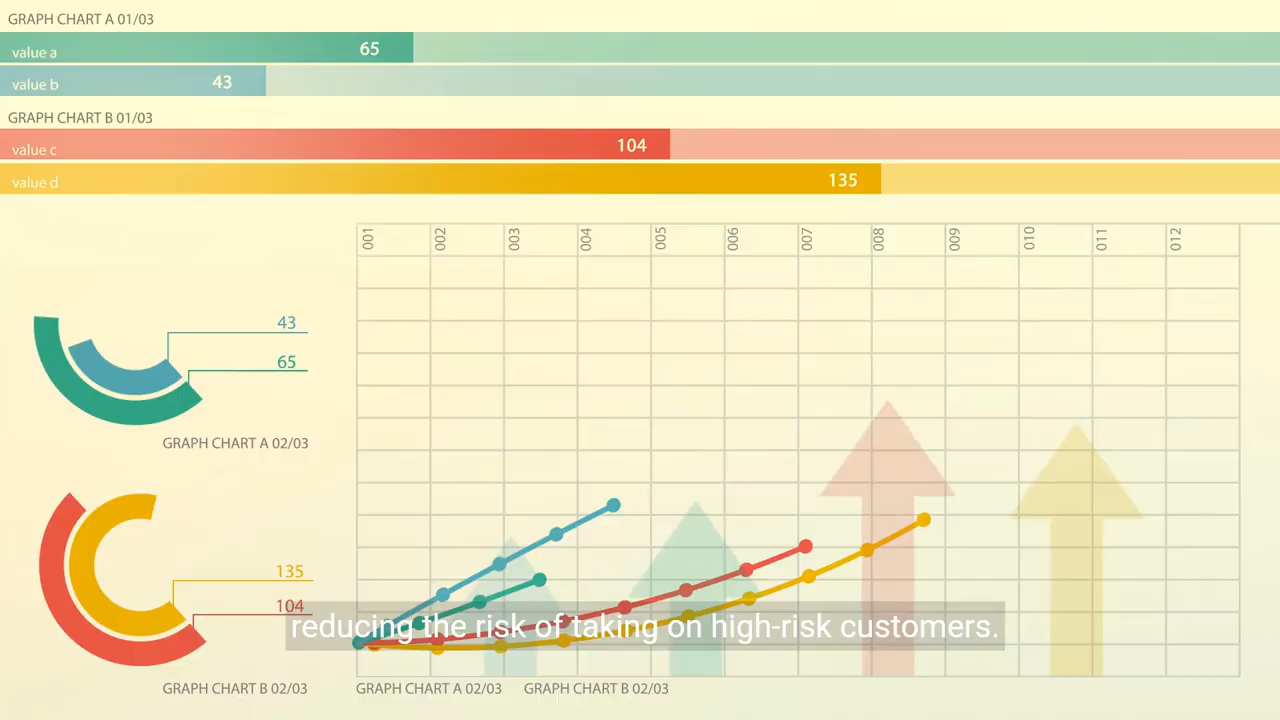 GRAPH CHART A 01/03
value a 65
value b 43
GRAPH CHART B 01/03
value c 104
value d 135
001 002 003 004 005 006 007 008 009 010 011 012
43
65
GRAPH CHART A 02/03
135
104
reducing the risk of taking on high-risk customers.
GRAPH CHART B 02/03 GRAPH CHART A 02/03 GRAPH CHART B 02/03